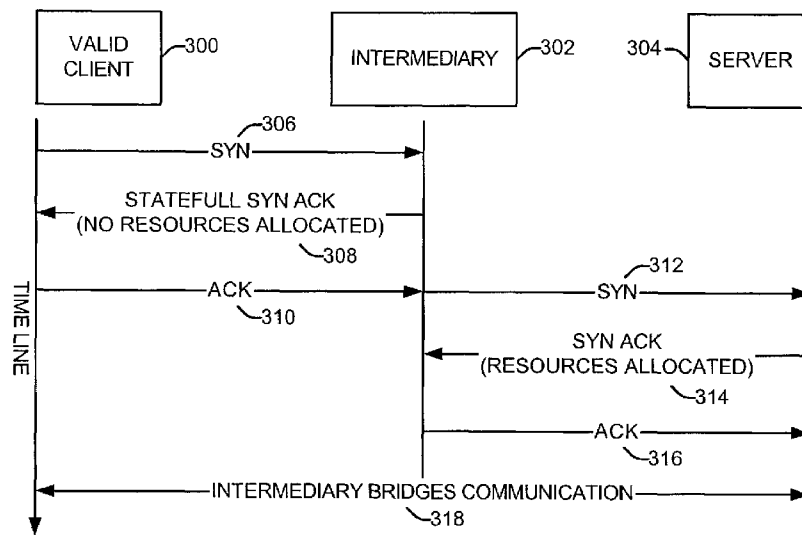 VALID
CLIENT
300
INTERMEDIARY
302
304
SERVER
306
SYN
STATEFULL SYN ACK
(NO RESOURCES ALLOCATED)
308
312
ACK
SYN
310
TIME LINE
SYN ACK
(RESOURCES ALLOCATED)
314
ACK
316
INTERMEDIARY BRIDGES COMMUNICATION
318